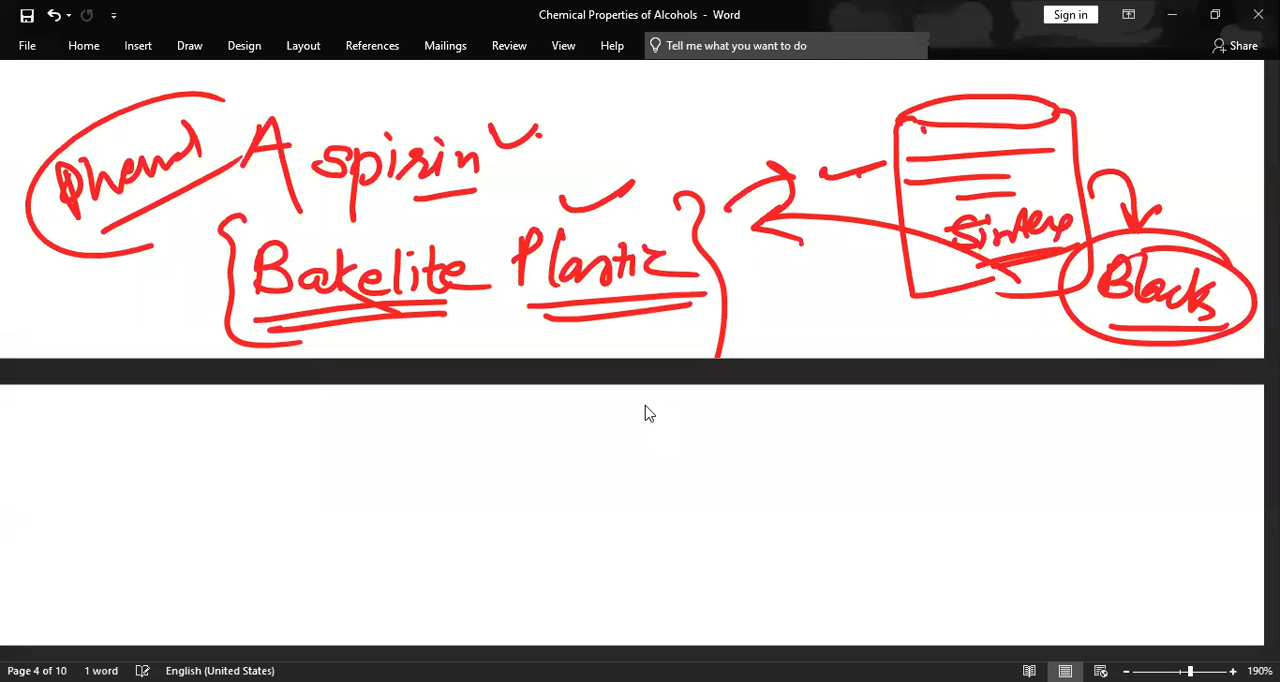 Chemical Properties of Alcohols - Word
Sign in
File Home Insert Draw Design Layout References Mailings Review View Help Tell me what you want to do Share
Phenol Aspirin
Bakelite Plastic
Sintex
Black
Page 4 of 10 1 word English (United States) 190%